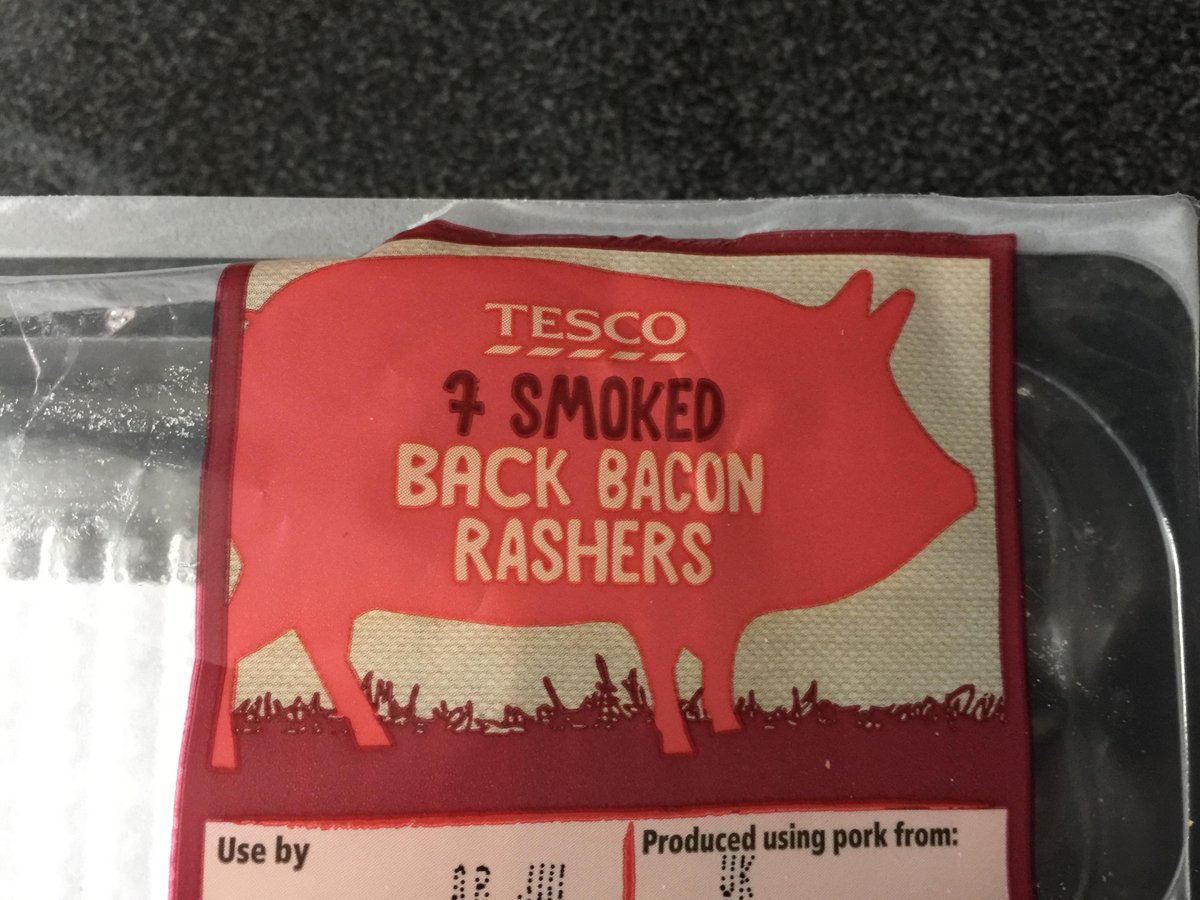 TESCO
7 SMOKED
BACK BACON
RASHERS
Use by
Produced using pork from:
UK